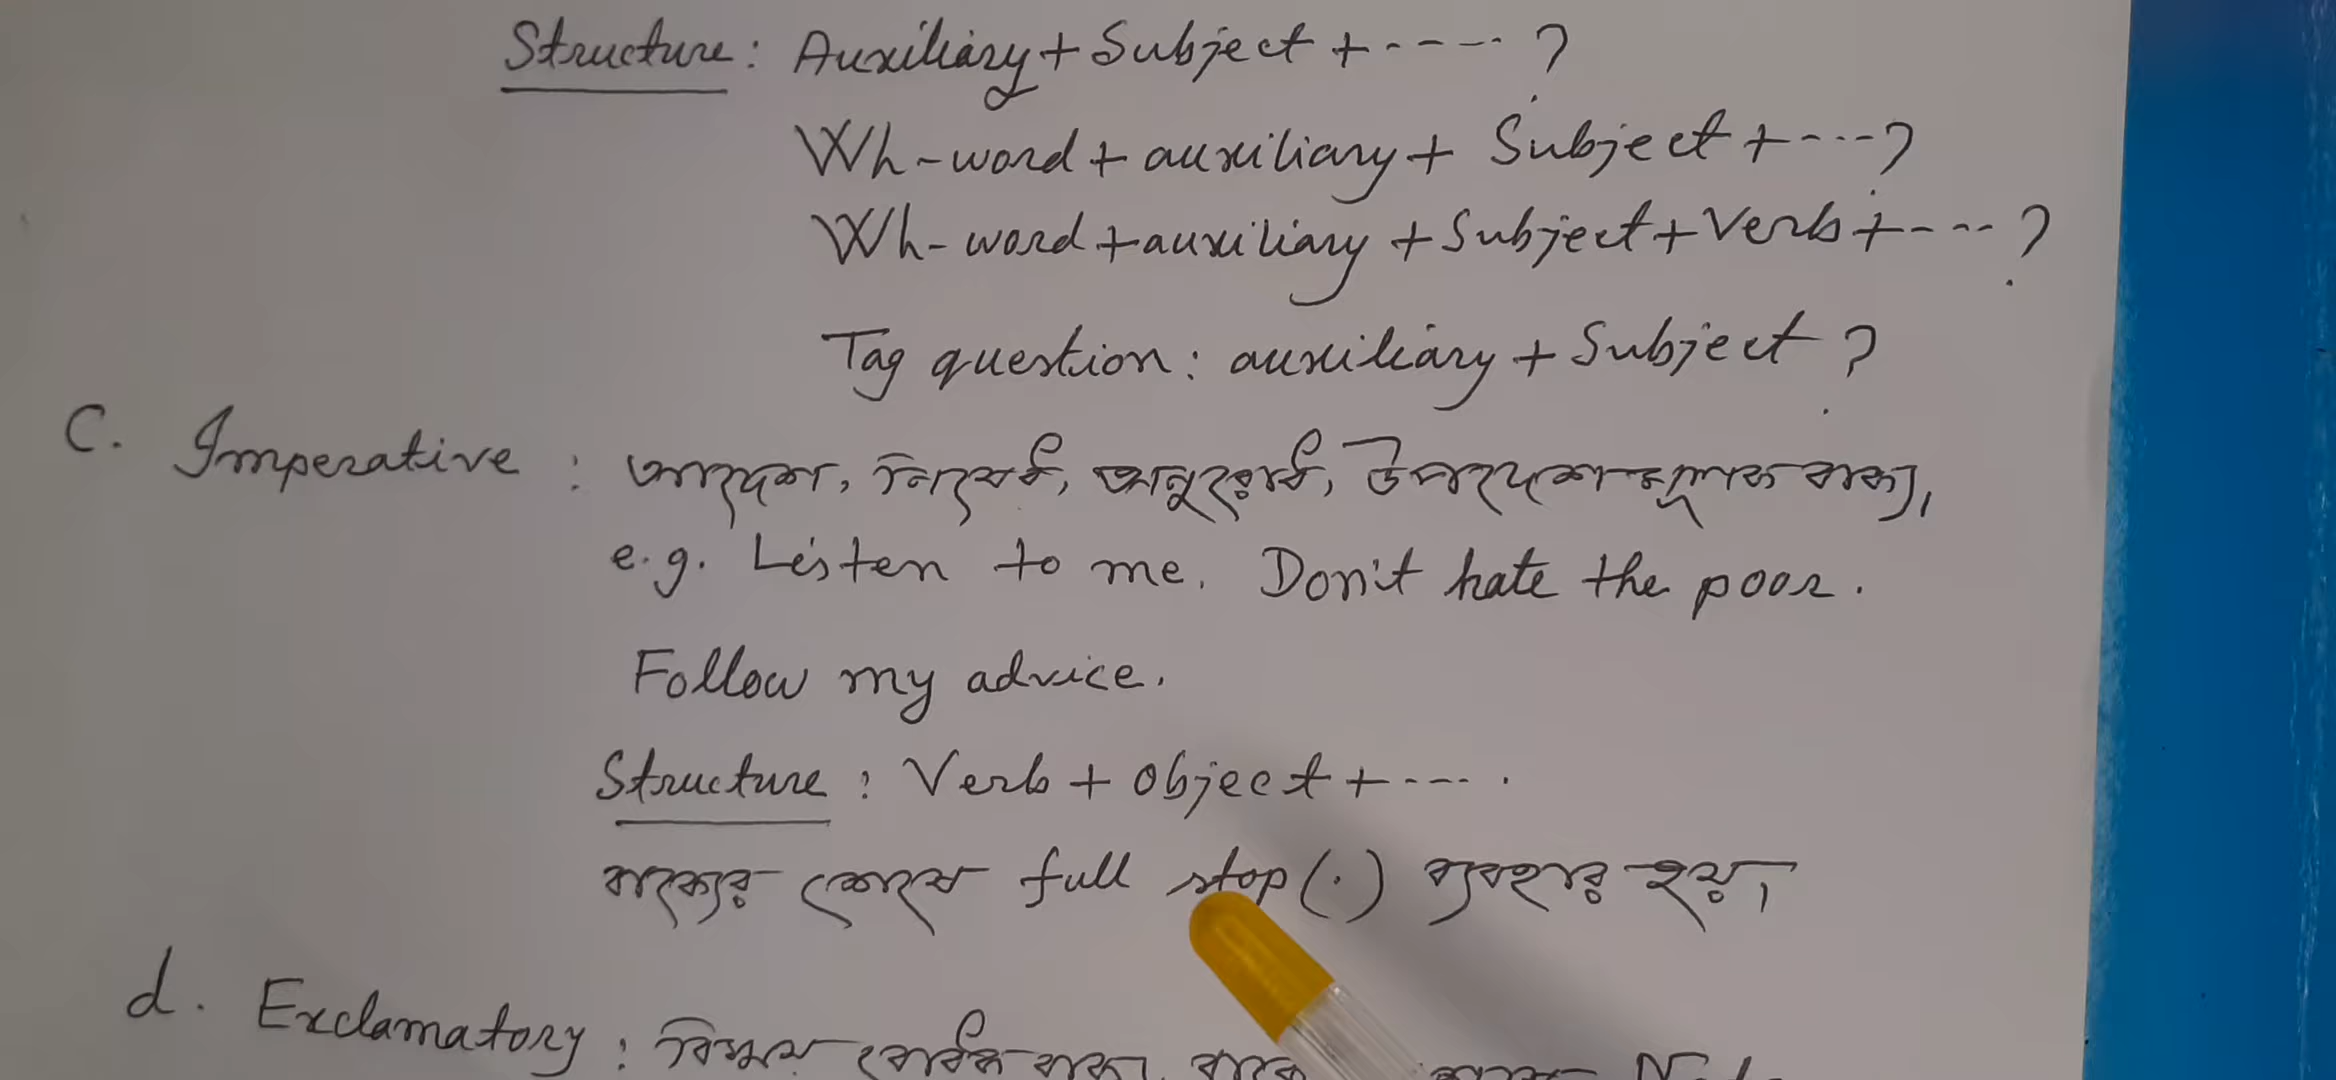 Structure: Auxiliary + Subject + ----- ?
Wh-word + auxiliary + Subject + ----?
Wh-word + auxiliary + Subject + Verb + ---- ?
Tag question: auxiliary + Subject ?
C. Imperative : আদেশ, নিষেধ, অনুরোধ, উপদেশমূলক বাক্য।
e.g. Listen to me. Don't hate the poor.
Follow my advice.
Structure : Verb + object + ---- .
বাক্যের শেষে full stop (.) ব্যবহার হয়।
d. Exclamatory : বিস্ময়